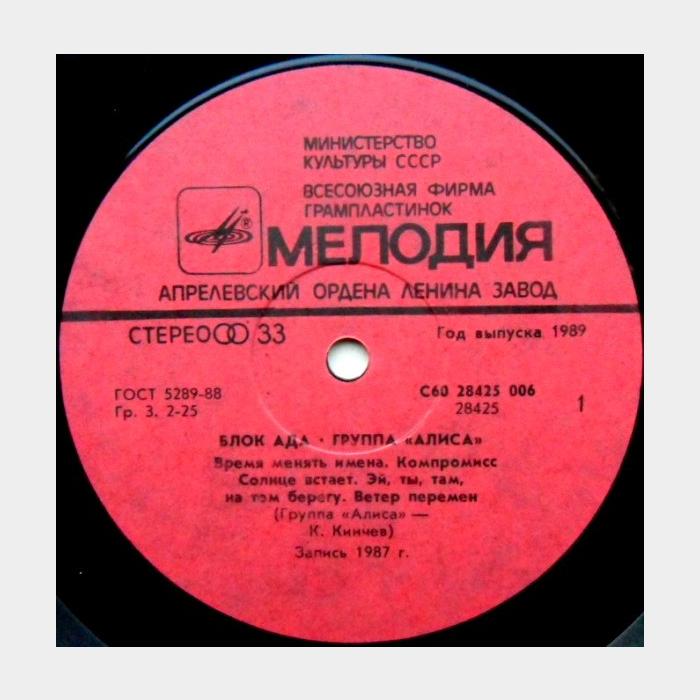 МИНИСТЕРСТВО
КУЛЬТУРЫ СССР
ВСЕСОЮЗНАЯ ФИРМА
ГРАМПЛАСТИНОК
®
МЕЛОДИЯ
АПРЕЛЕВСКИЙ ОРДЕНА ЛЕНИНА ЗАВОД
СТЕРЕО 33
Год выпуска 1989
ГОСТ 5289-88
Гр. 3. 2-25
С60 28425 006
28425
1
БЛОК АДА · ГРУППА «АЛИСА»
Время менять имена. Компромисс
Солнце встает. Эй, ты, там,
на том берегу. Ветер перемен
(Группа «Алиса» —
К. Кинчев)
Запись 1987 г.